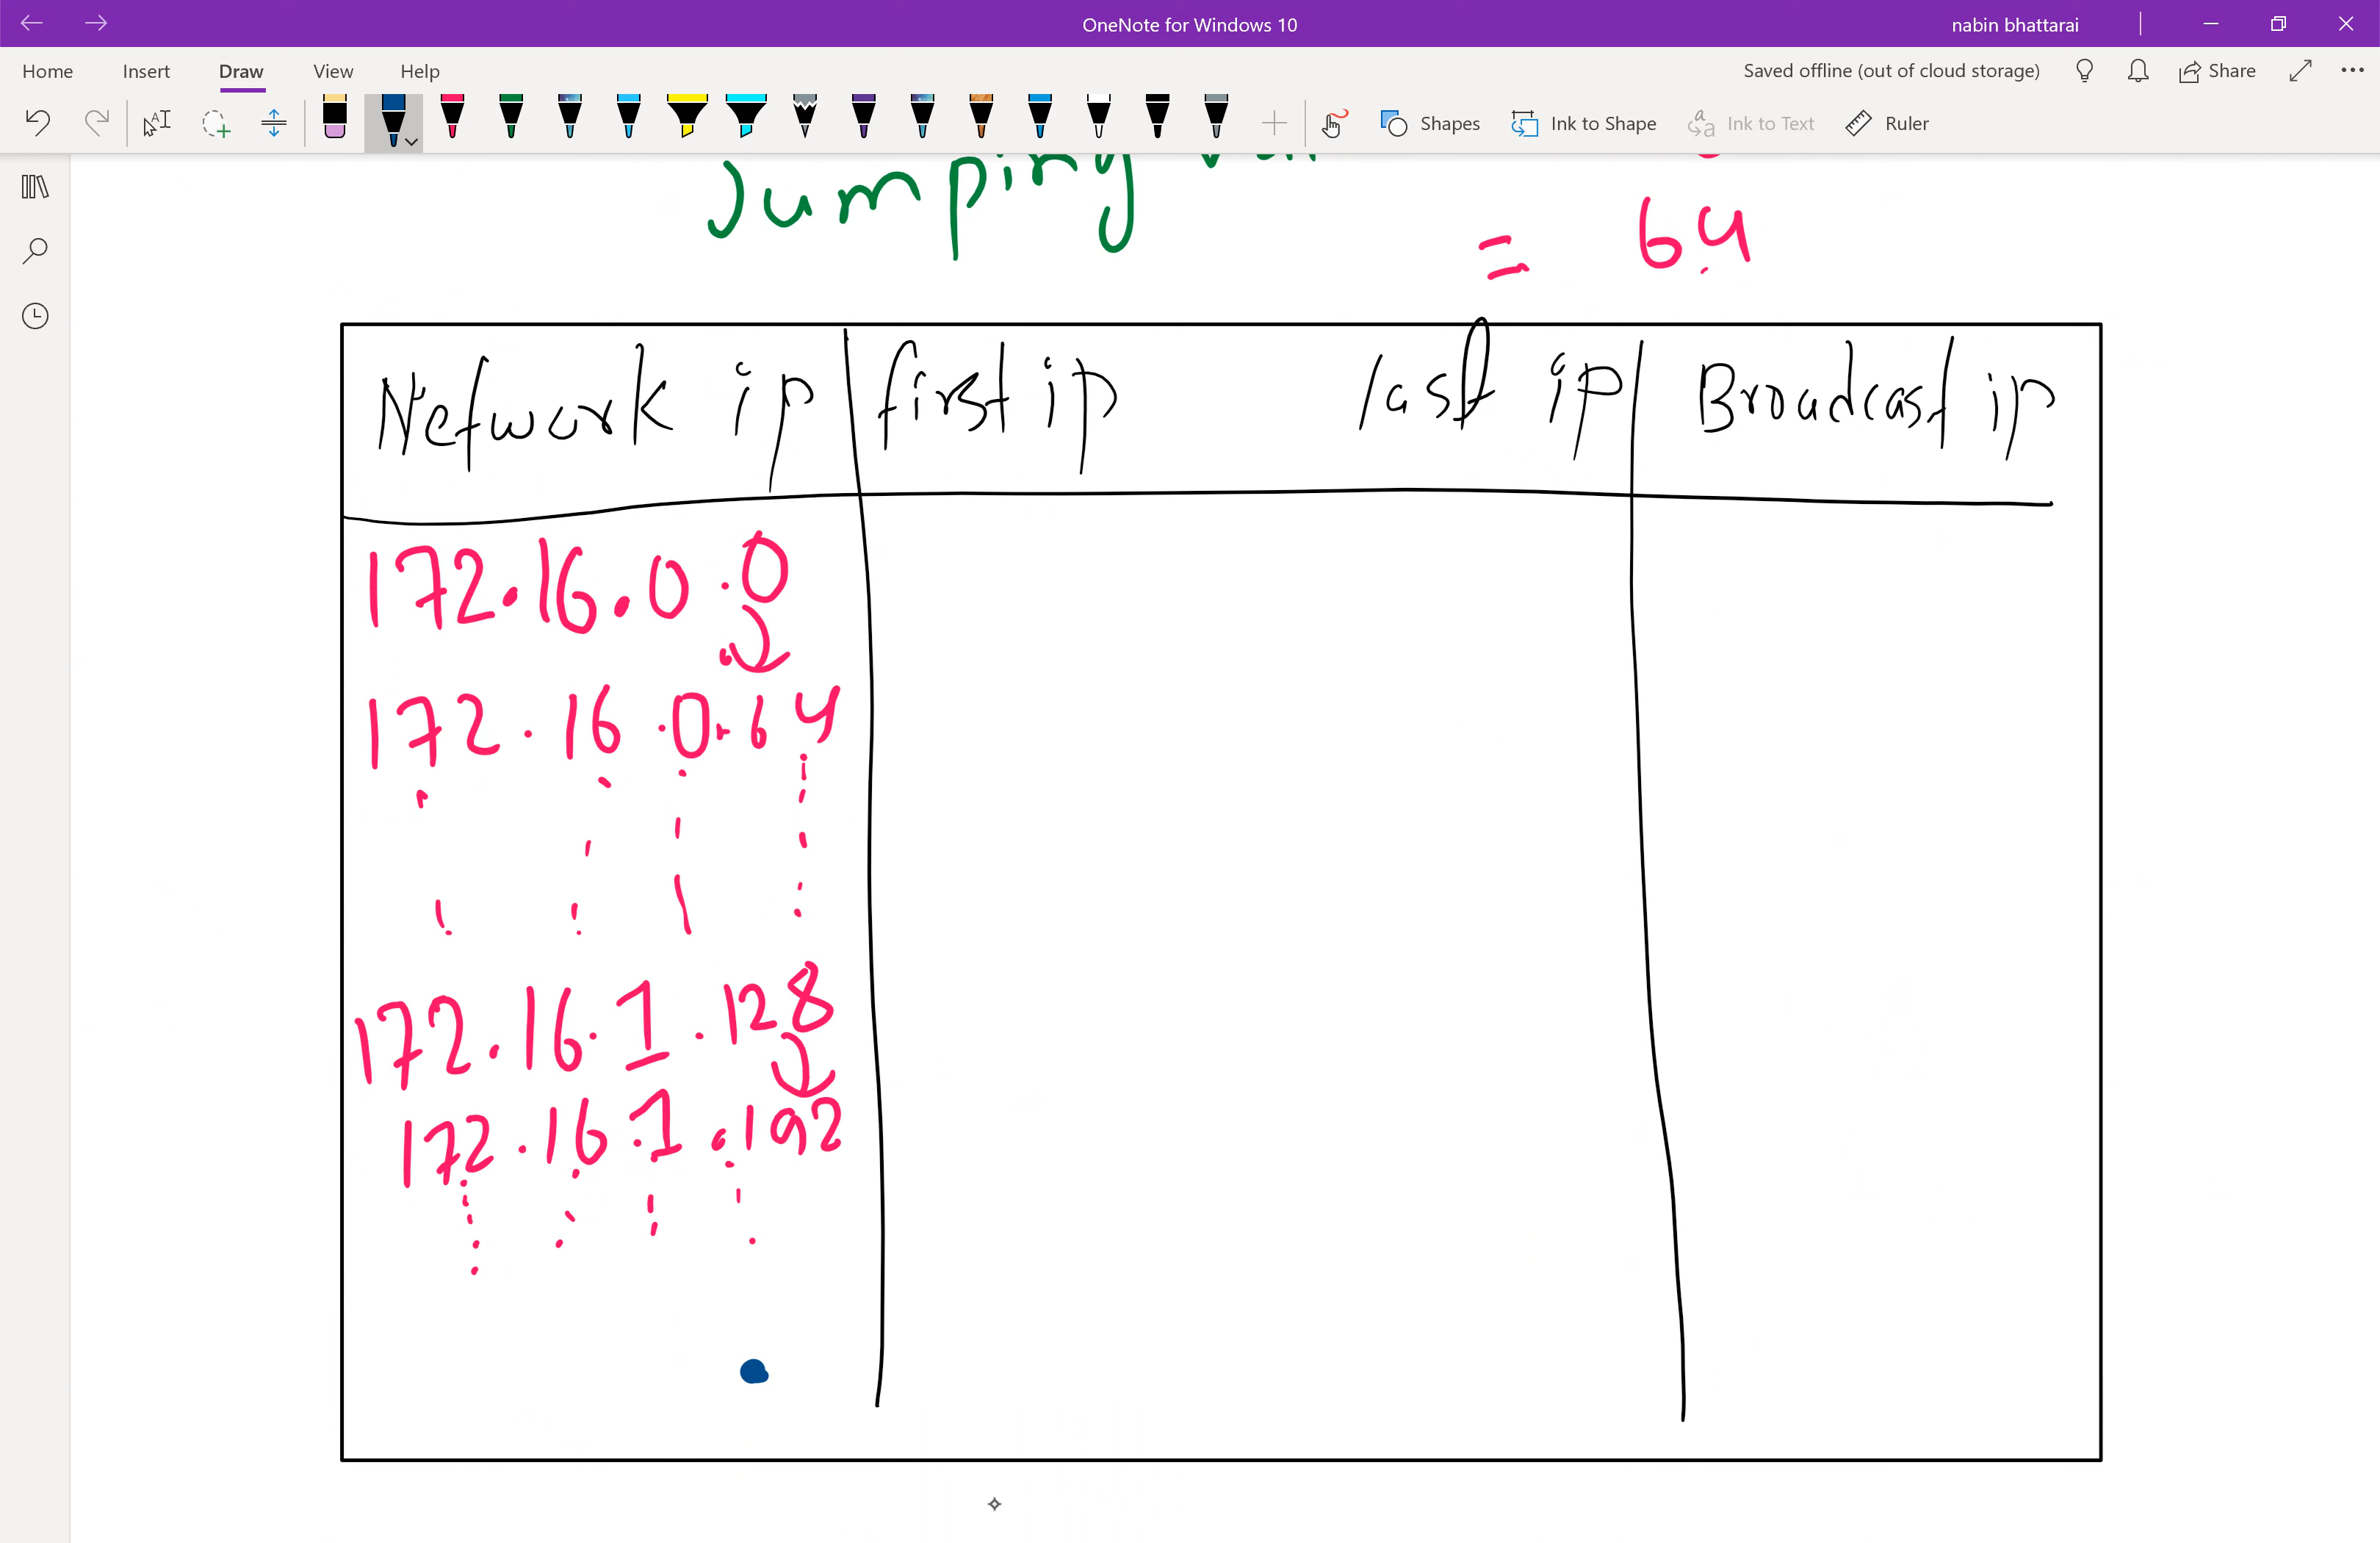 OneNote for Windows 10
nabin bhattarai
Home Insert Draw View Help
Saved offline (out of cloud storage)
Share
Shapes
Ink to Shape
Ink to Text
Ruler
Jumping
= 64
Network ip first ip last ip Broadcast ip
172.16.0.0
172.16.0.64
172.16.1.128
172.16.1.192